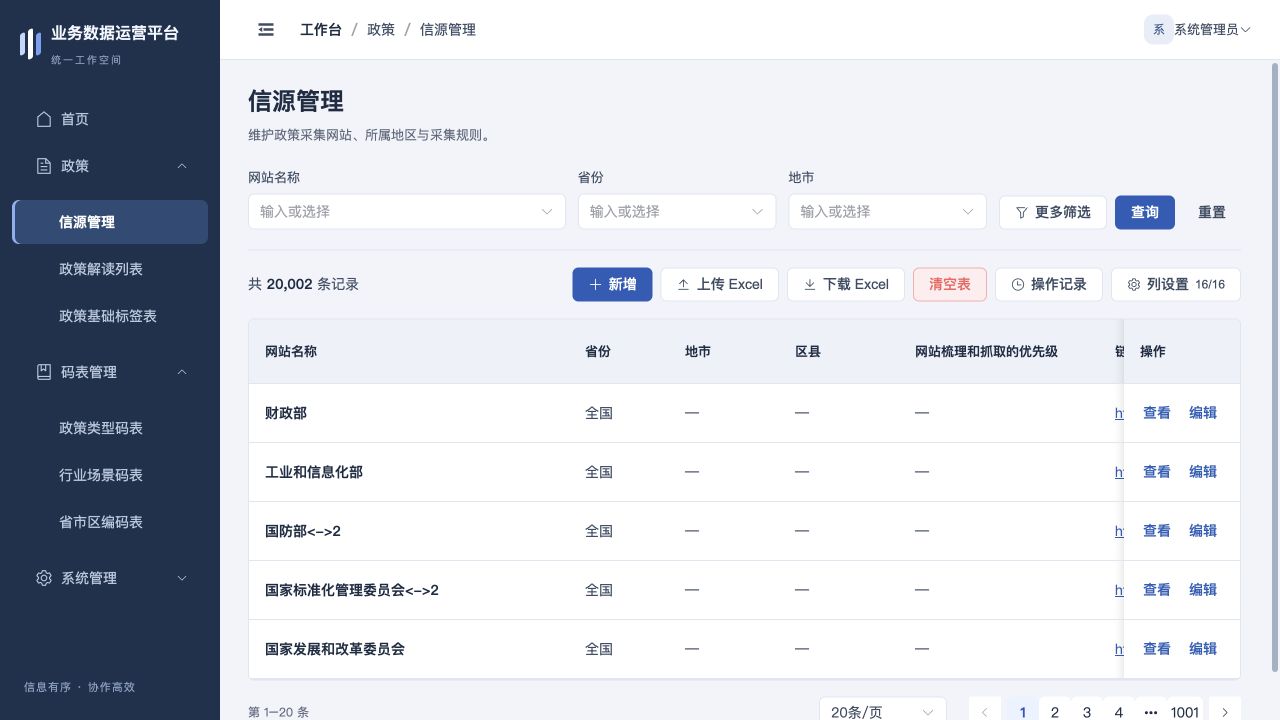 业务数据运营平台
统一工作空间
首页
政策
信源管理
政策解读列表
政策基础标签表
码表管理
政策类型码表
行业场景码表
省市区编码表
系统管理
信息有序 · 协作高效
工作台 / 政策 / 信源管理
系 系统管理员
信源管理
维护政策采集网站、所属地区与采集规则。
网站名称 省份 地市
输入或选择 输入或选择 输入或选择 更多筛选 查询 重置
共 20,002 条记录 新增 上传 Excel 下载 Excel 清空表 操作记录 列设置 16/16
网站名称 省份 地市 区县 网站梳理和抓取的优先级 操作
财政部 全国 — — — 查看 编辑
工业和信息化部 全国 — — — 查看 编辑
国防部<->2 全国 — — — 查看 编辑
国家标准化管理委员会<->2 全国 — — — 查看 编辑
国家发展和改革委员会 全国 — — — 查看 编辑
第 1–20 条 20条/页 1 2 3 4 ••• 1001